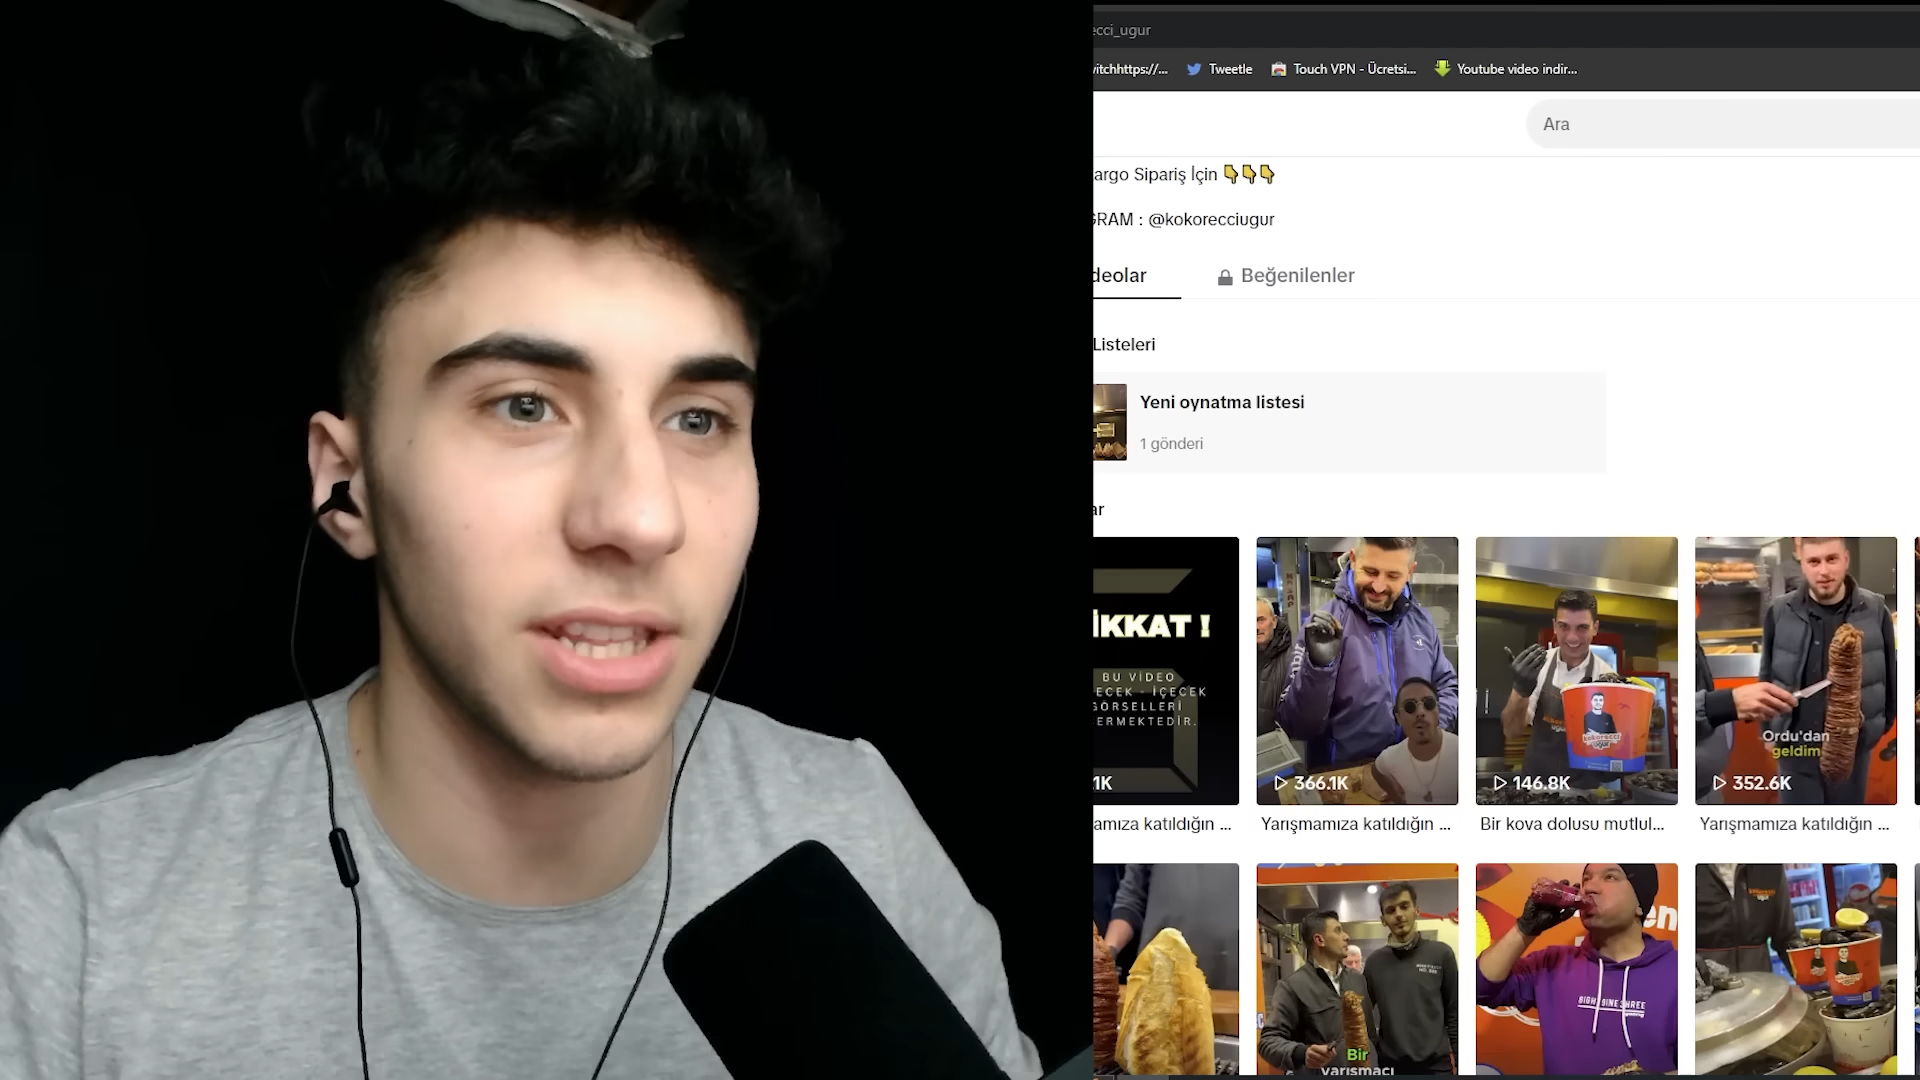 ecci_ugur
vitchhttps://...
Tweetle
Touch VPN - Ücretsi...
Youtube video indir...
Ara
argo Sipariş İçin 👇👇👇
GRAM : @kokorecciugur
deolar
Beğenilenler
Listeleri
Yeni oynatma listesi
1 gönderi
ar
İKKAT !
BU VİDEO
ECEK - İÇECEK
GÖRSELLERİ
ERMEKTEDİR.
1K
366.1K
146.8K
Ordu'dan
geldim
352.6K
amıza katıldığın ...
Yarışmamıza katıldığın ...
Bir kova dolusu mutlul...
Yarışmamıza katıldığın ...
Bir
yarışmacı